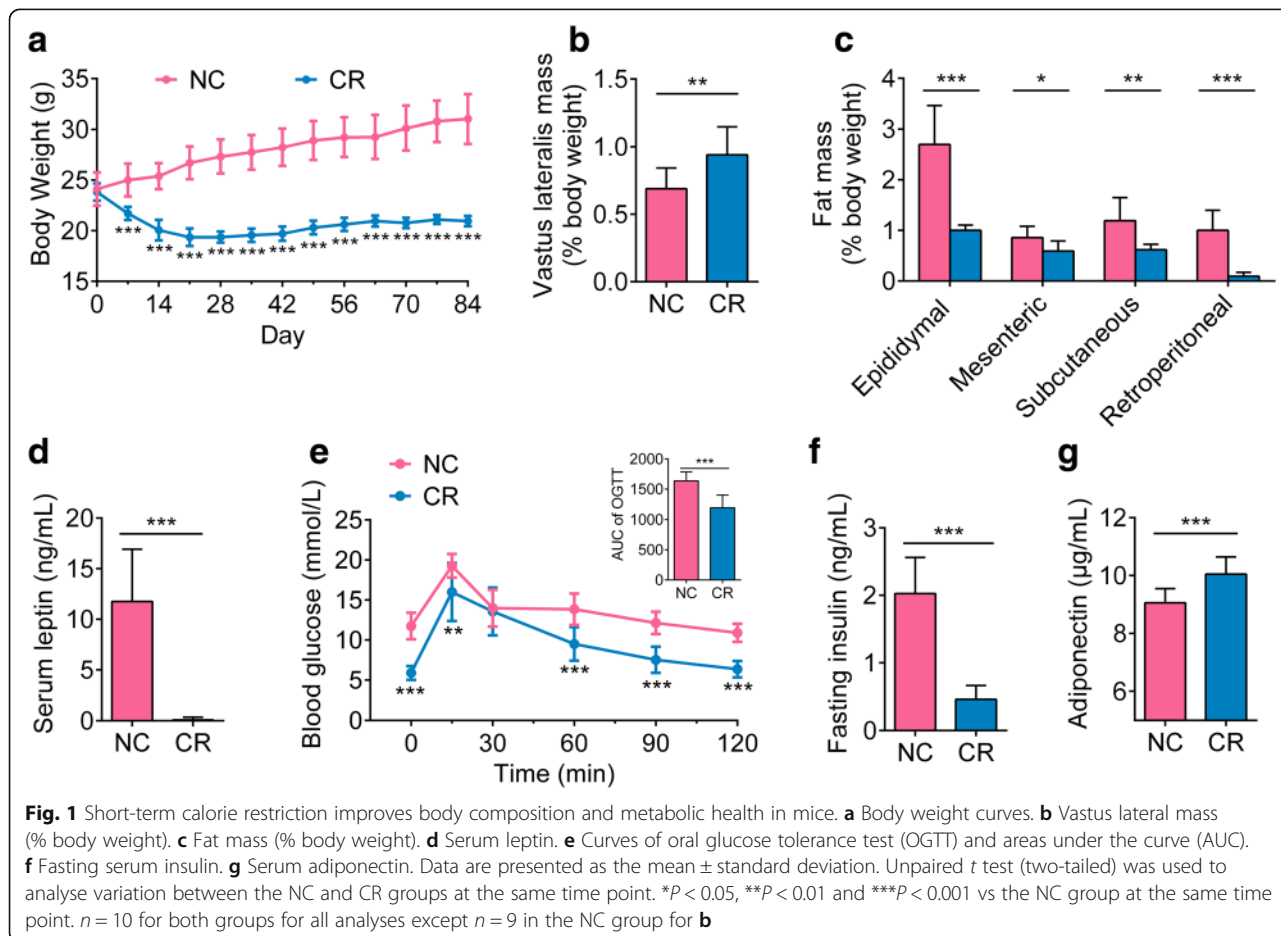 a
NC CR
Body Weight (g)
35
30
25
20
15
*** *** *** *** *** *** *** *** *** *** *** ***
0 14 28 42 56 70 84
Day
b
Vastus lateralis mass
(% body weight)
1.5
1.0
0.5
0.0
**
NC CR
c
Fat mass
(% body weight)
4
3
2
1
0
*** * ** ***
Epididymal
Mesenteric
Subcutaneous
Retroperitoneal
d
Serum leptin (ng/mL)
20
15
10
5
0
***
NC CR
e
NC
CR
Blood glucose (mmol/L)
25
20
15
10
5
0
*** ** *** *** ***
0 30 60 90 120
Time (min)
AUC of OGTT
2000
1500
1000
500
0
***
NC CR
f
Fasting insulin (ng/mL)
3
2
1
0
***
NC CR
g
Adiponectin (µg/mL)
12
10
8
6
***
NC CR
Fig. 1 Short-term calorie restriction improves body composition and metabolic health in mice. a Body weight curves. b Vastus lateral mass
(% body weight). c Fat mass (% body weight). d Serum leptin. e Curves of oral glucose tolerance test (OGTT) and areas under the curve (AUC).
f Fasting serum insulin. g Serum adiponectin. Data are presented as the mean ± standard deviation. Unpaired t test (two-tailed) was used to
analyse variation between the NC and CR groups at the same time point. *P < 0.05, **P < 0.01 and ***P < 0.001 vs the NC group at the same time
point. n = 10 for both groups for all analyses except n = 9 in the NC group for b